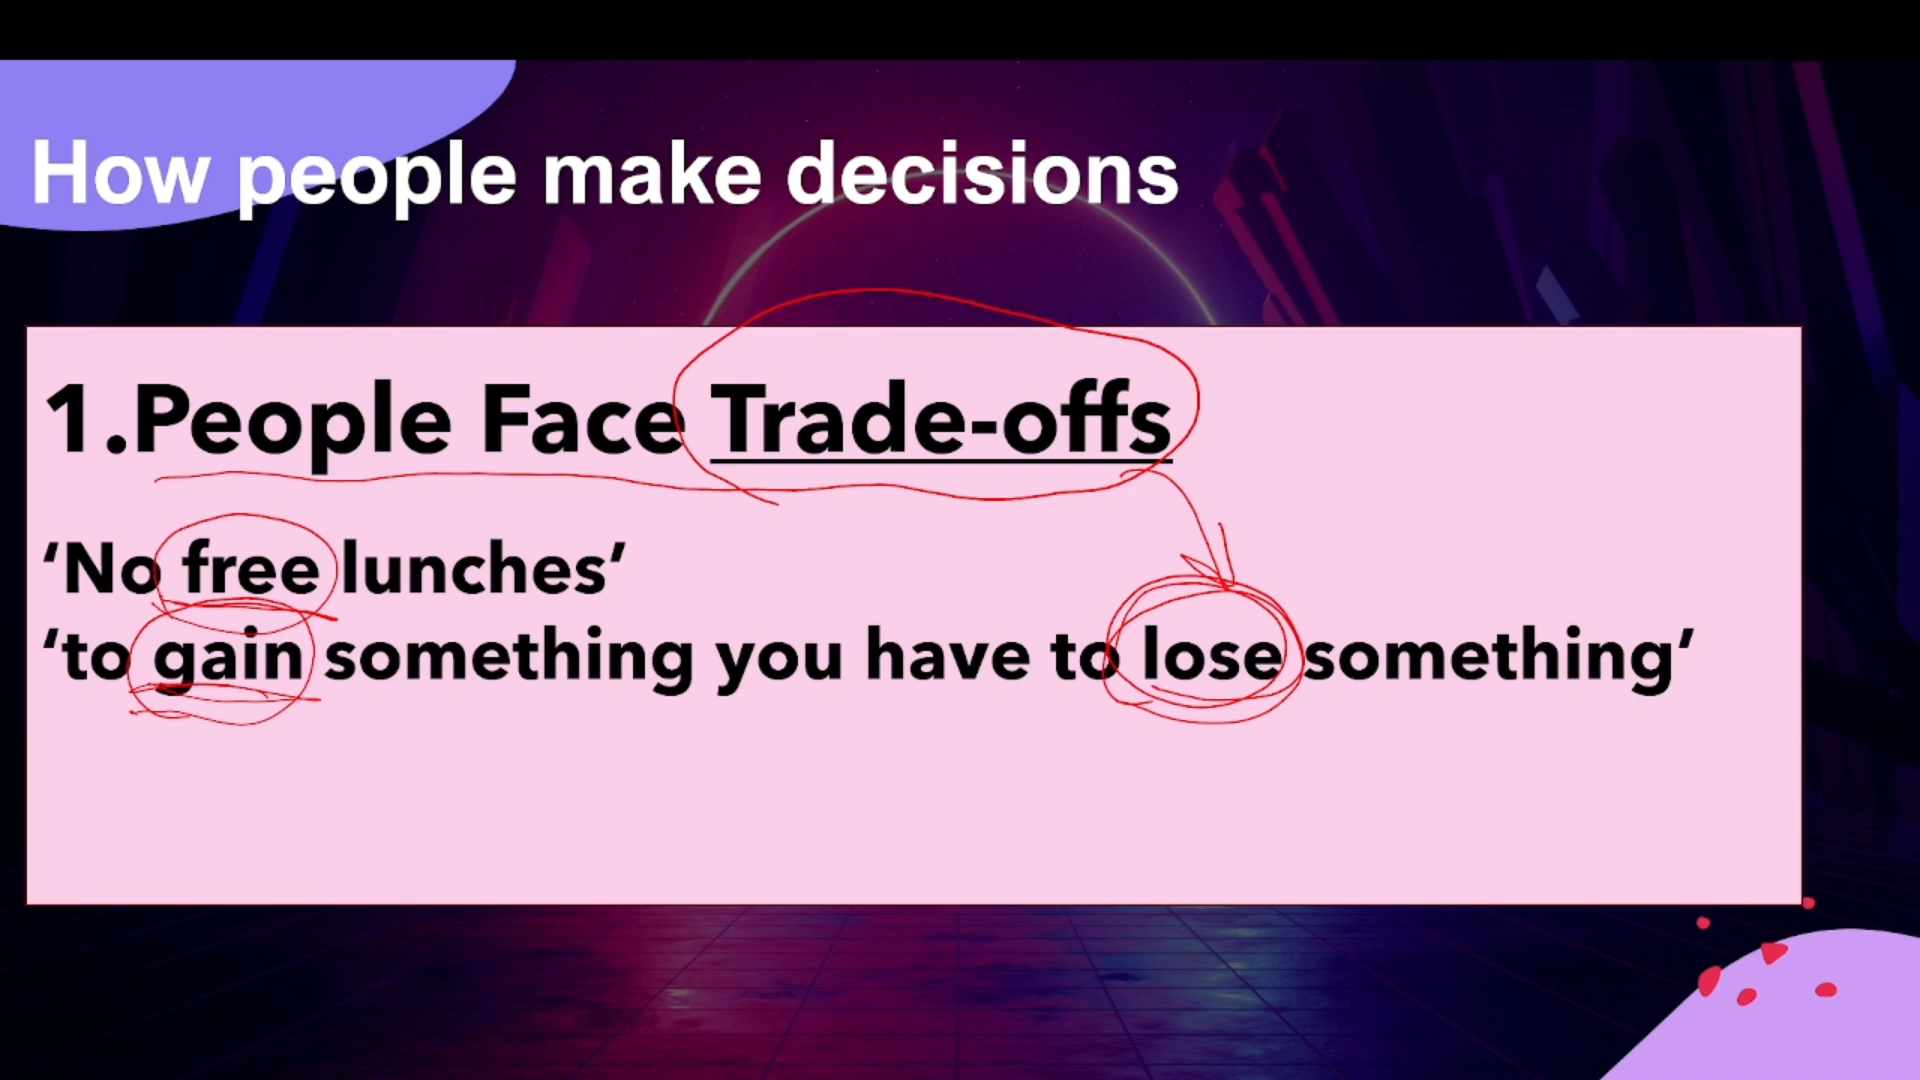 How people make decisions
1.People Face Trade-offs
‘No free lunches’
‘to gain something you have to lose something’